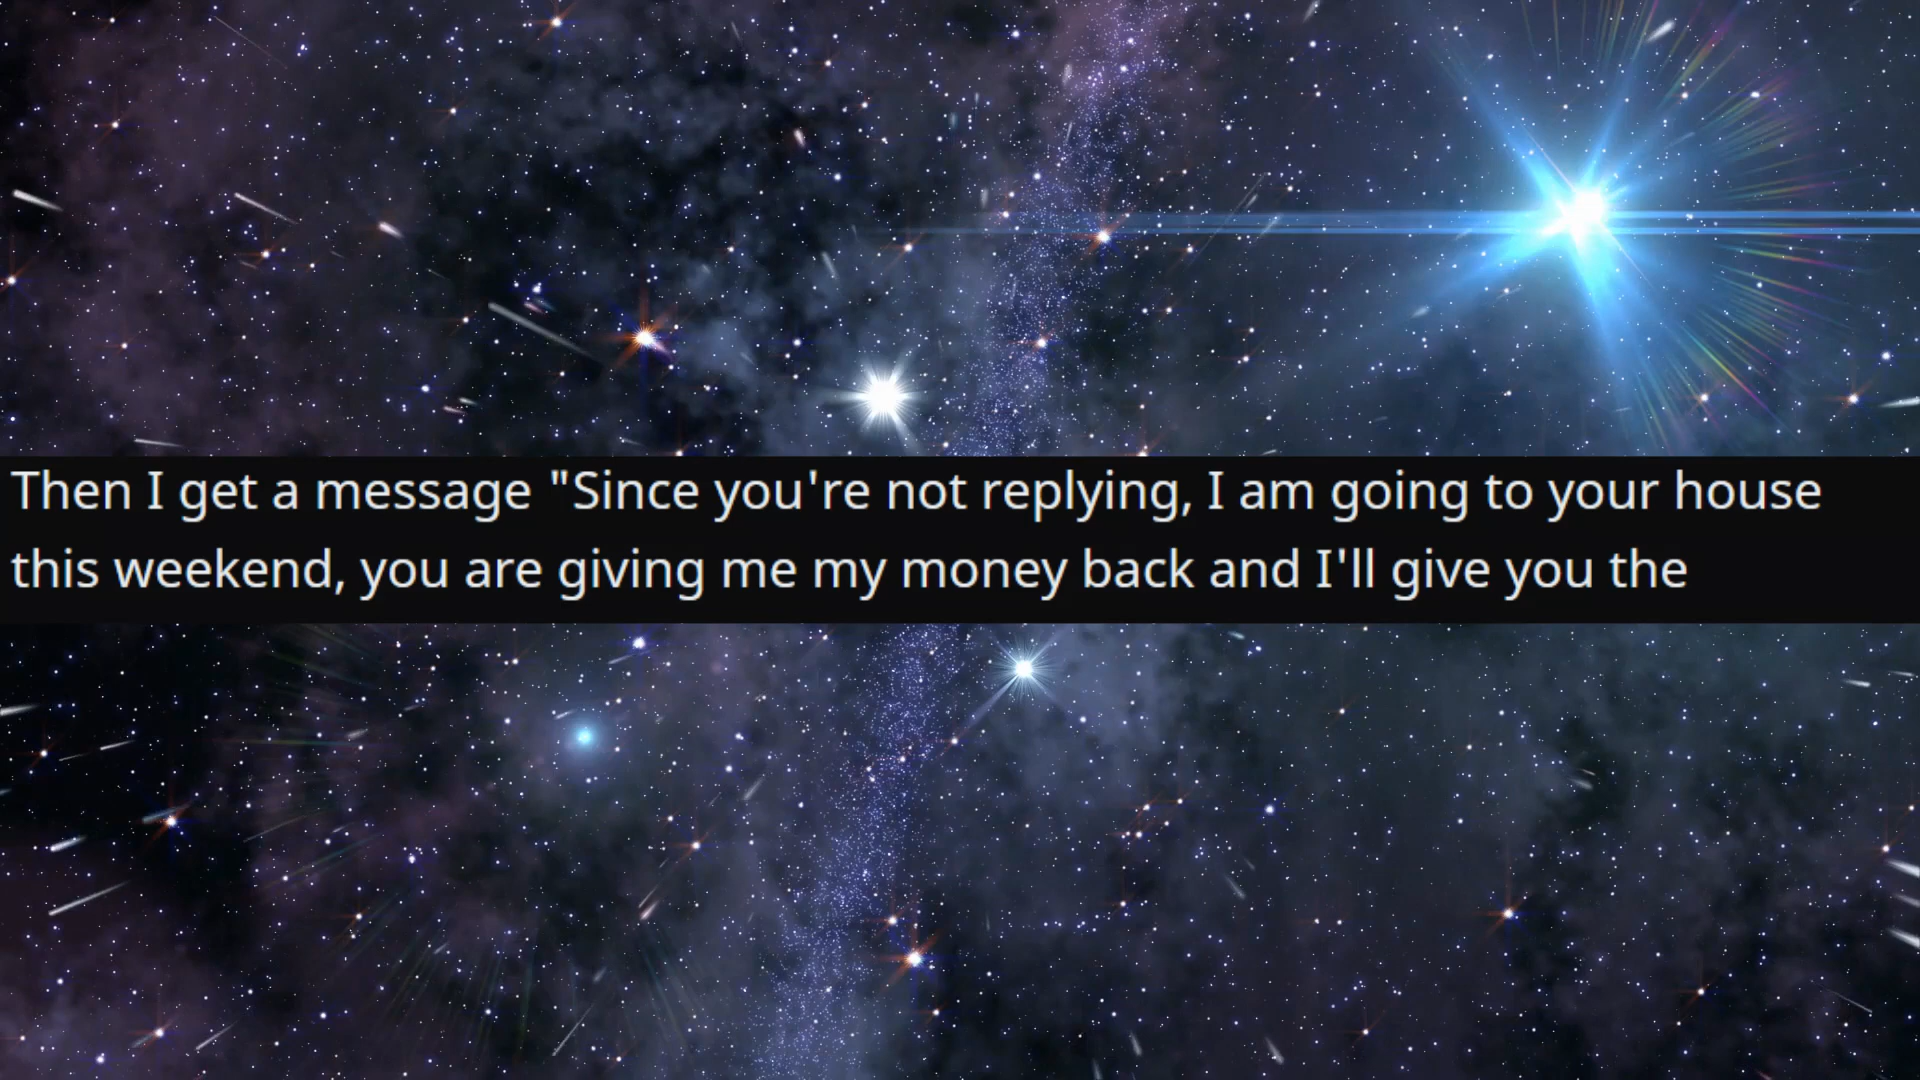 Then I get a message "Since you're not replying, I am going to your house
this weekend, you are giving me my money back and I'll give you the